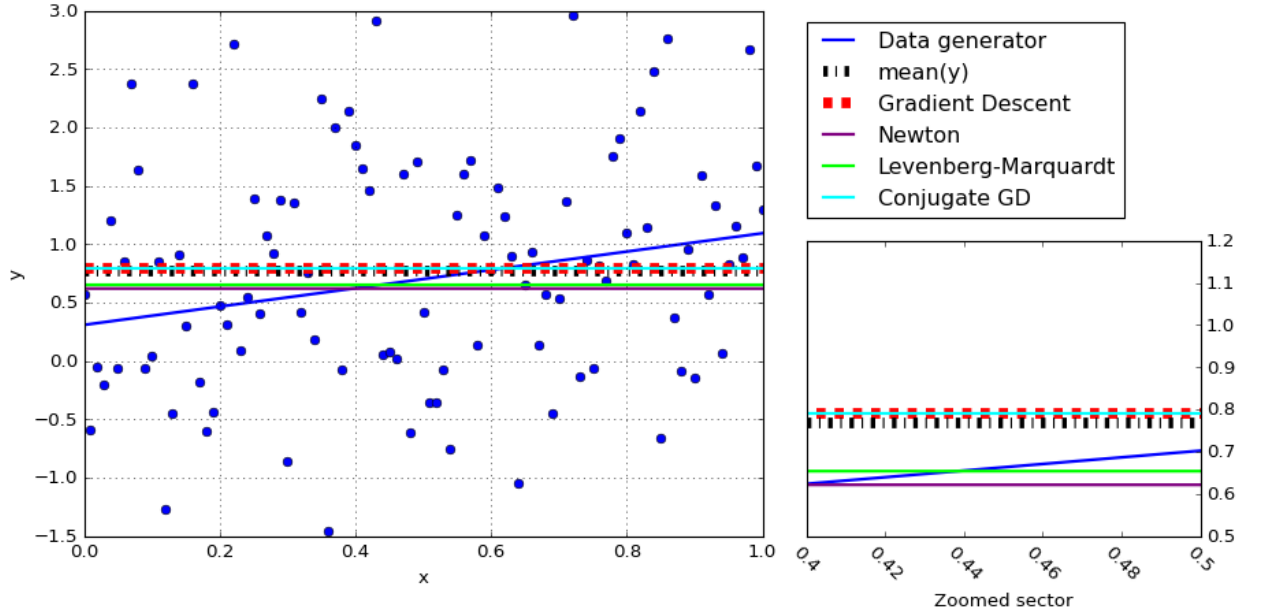 3.0
2.5
2.0
1.5
1.0
0.5
0.0
−0.5
−1.0
−1.5
y
0.0 0.2 0.4 0.6 0.8 1.0
x
Data generator
mean(y)
Gradient Descent
Newton
Levenberg-Marquardt
Conjugate GD
1.2
1.1
1.0
0.9
0.8
0.7
0.6
0.5
0.4 0.42 0.44 0.46 0.48 0.5
Zoomed sector